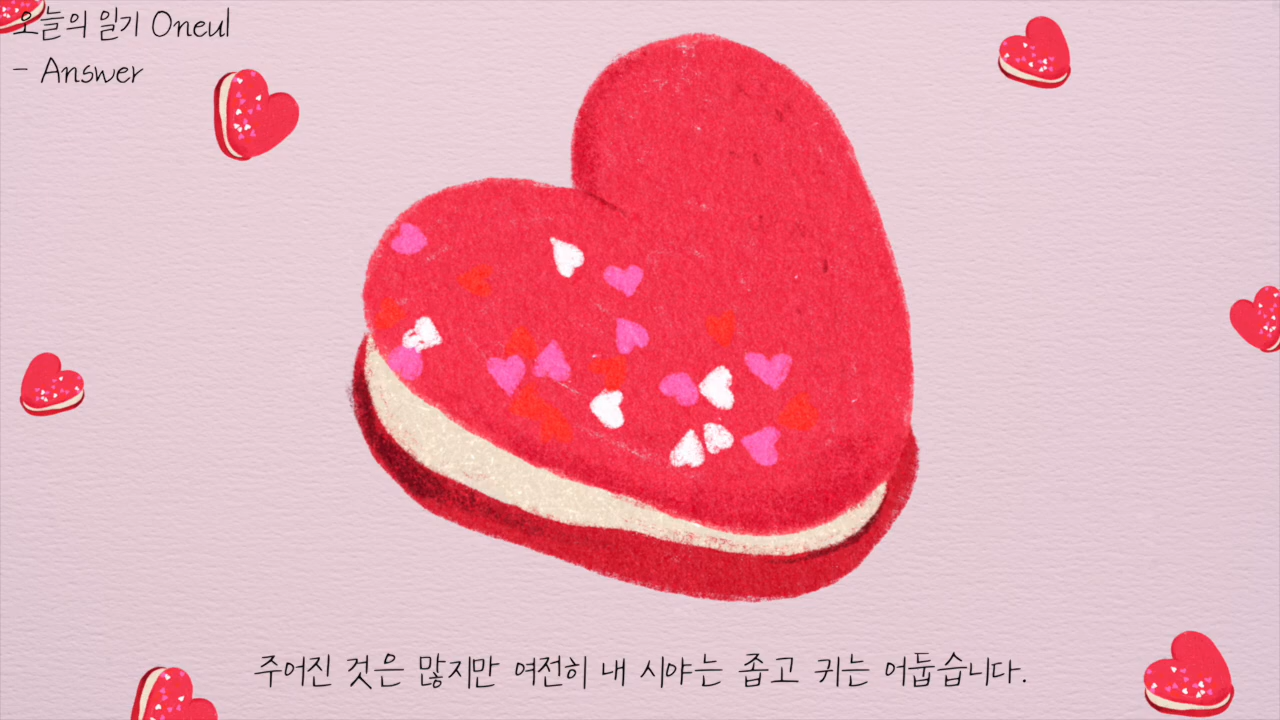 오늘의 일기 Oneul
- Answer
주어진 것은 많지만 여전히 내 시야는 좁고 귀는 어둡습니다.